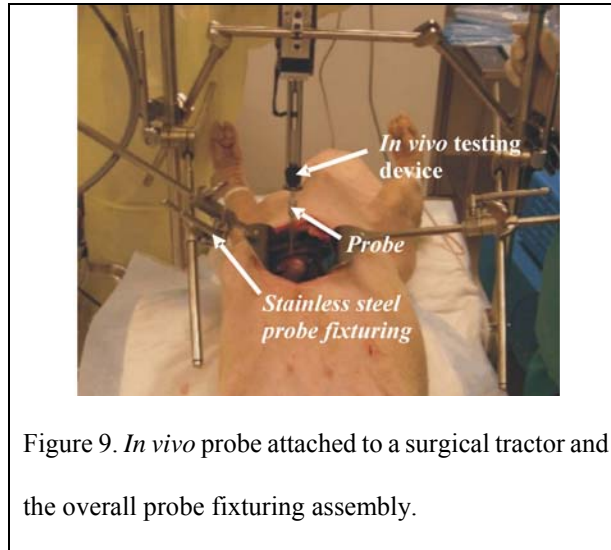 In vivo testing
device
Probe
Stainless steel
probe fixturing
Figure 9. In vivo probe attached to a surgical tractor and
the overall probe fixturing assembly.